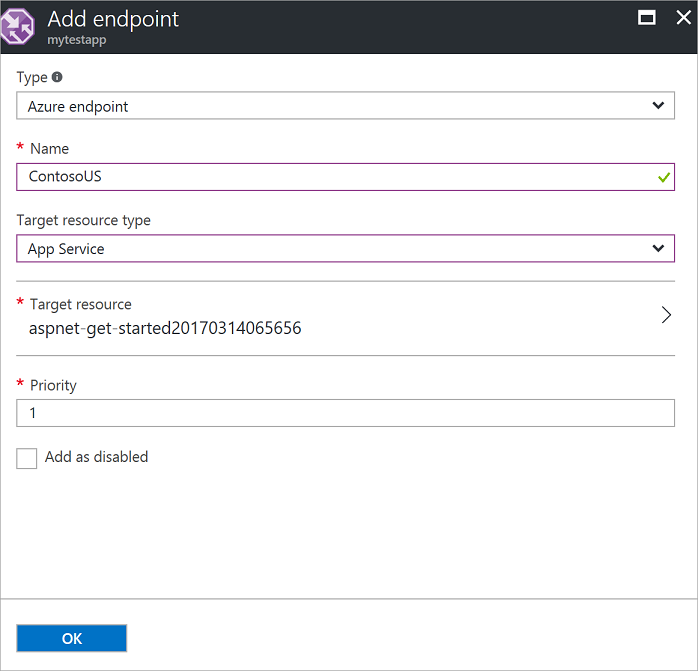 Add endpoint
mytestapp
Type
Azure endpoint
* Name
ContosoUS
Target resource type
App Service
* Target resource
aspnet-get-started20170314065656
* Priority
1
Add as disabled
OK